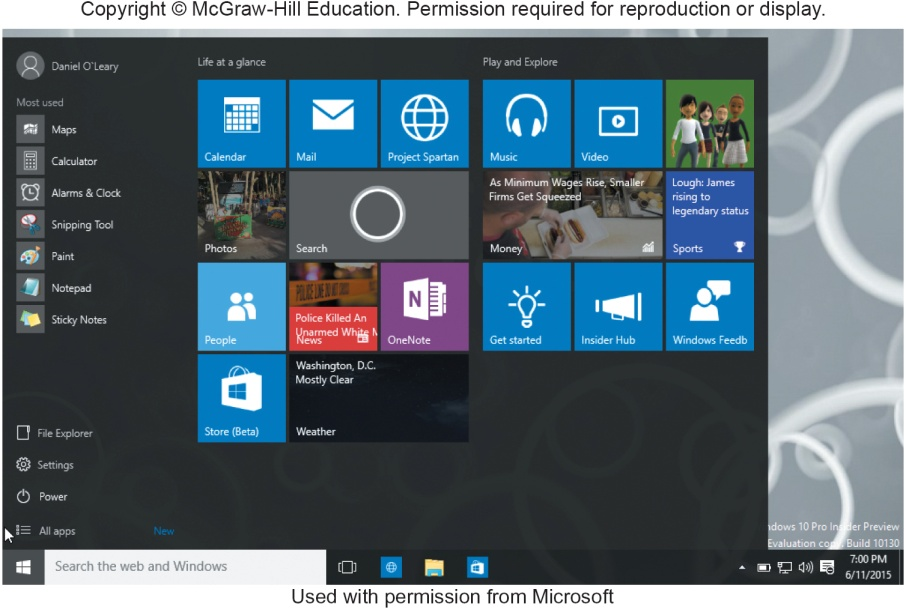 Copyright © McGraw-Hill Education. Permission required for reproduction or display.
Daniel O`Leary
Most used
Maps
Calculator
Alarms & Clock
Snipping Tool
Paint
Notepad
Sticky Notes
File Explorer
Settings
Power
All apps
New
Life at a glance
Calendar
Mail
Project Spartan
Photos
Search
People
Police Killed An
Unarmed White M
News
N
OneNote
Store (Beta)
Washington, D.C.
Mostly Clear
Weather
Play and Explore
Music
Video
As Minimum Wages Rise, Smaller
Firms Get Squeezed
Money
Lough: James
rising to
legendary status
Sports
Get started
Insider Hub
Windows Feedb
ndows 10 Pro Insider Preview
Evaluation copy. Build 10130
Search the web and Windows
7:00 PM
6/11/2015
Used with permission from Microsoft